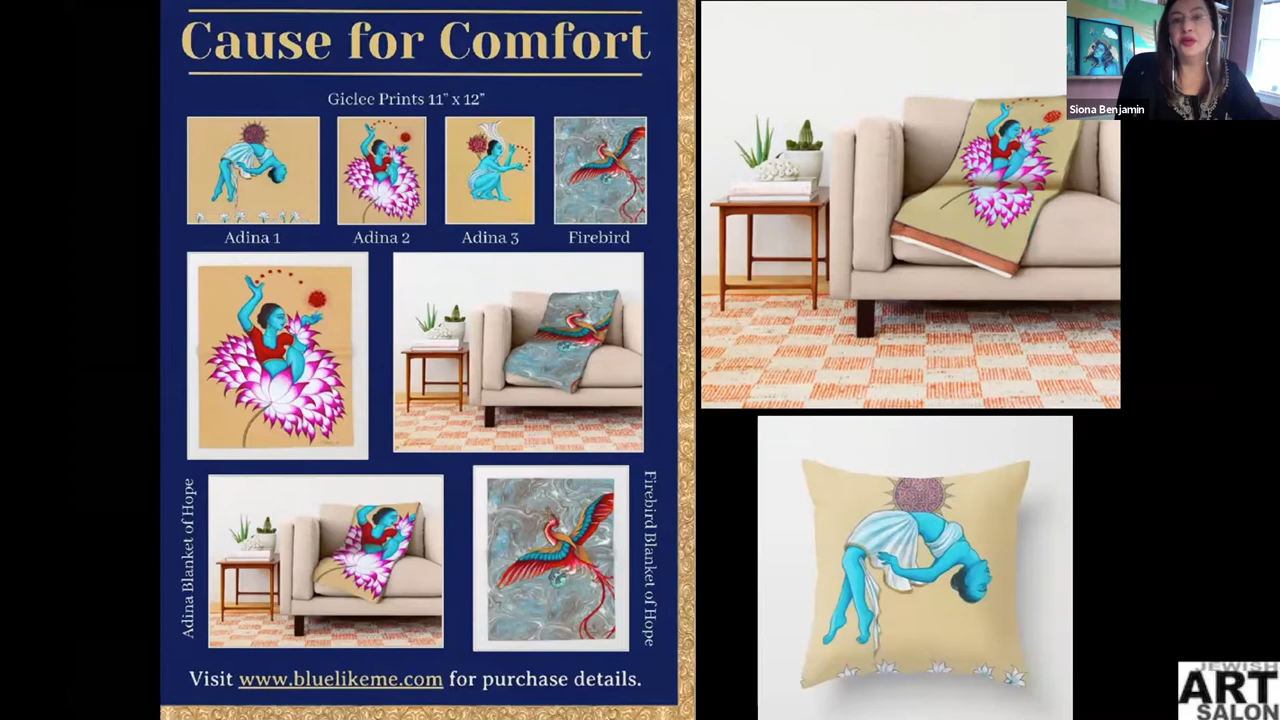 Cause for Comfort
Giclee Prints 11" x 12"
Adina 1
Adina 2
Adina 3
Firebird
Adina Blanket of Hope
Firebird Blanket of Hope
Visit www.bluelikeme.com for purchase details.
Siona Benjamin
JEWISH
ART
SALON